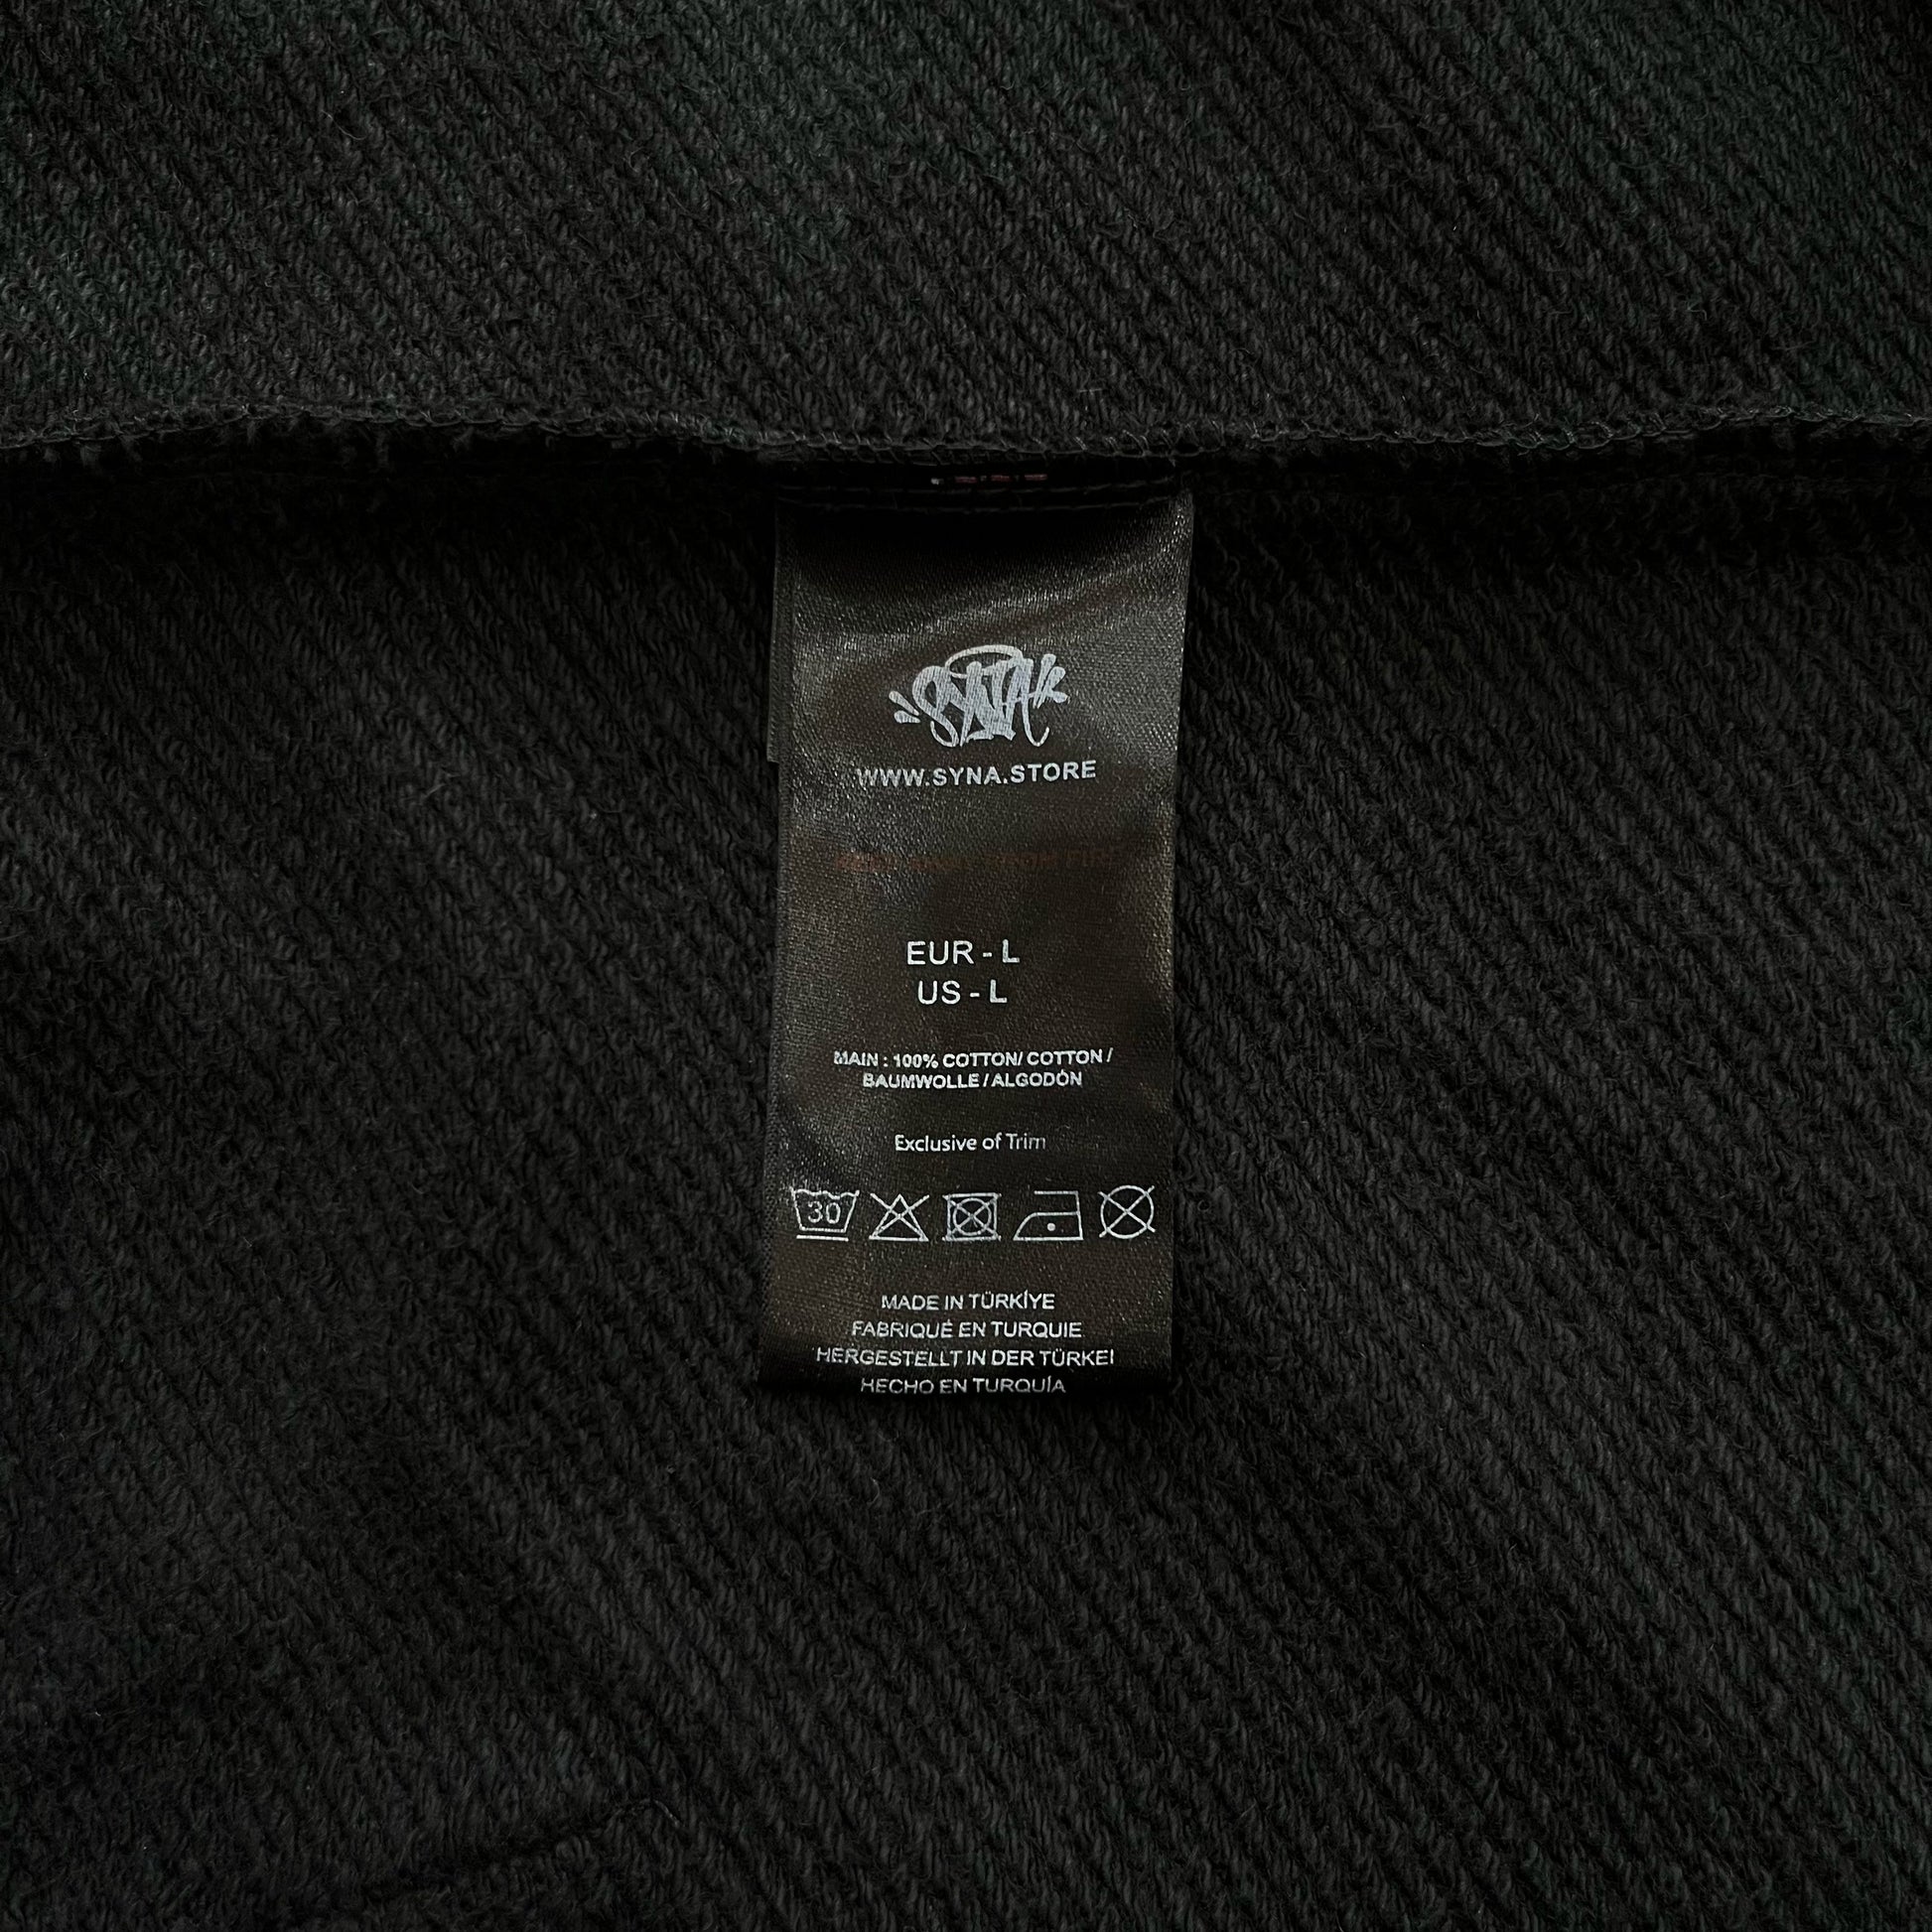 SYNA
WWW.SYNA.STORE
EUR - L
US - L
MAIN : 100% COTTON/ COTTON /
BAUMWOLLE / ALGODÓN
Exclusive of Trim
30
MADE IN TÜRKİYE
FABRIQUÉ EN TURQUIE
HERGESTELLT IN DER TÜRKEI
HECHO EN TURQUÍA